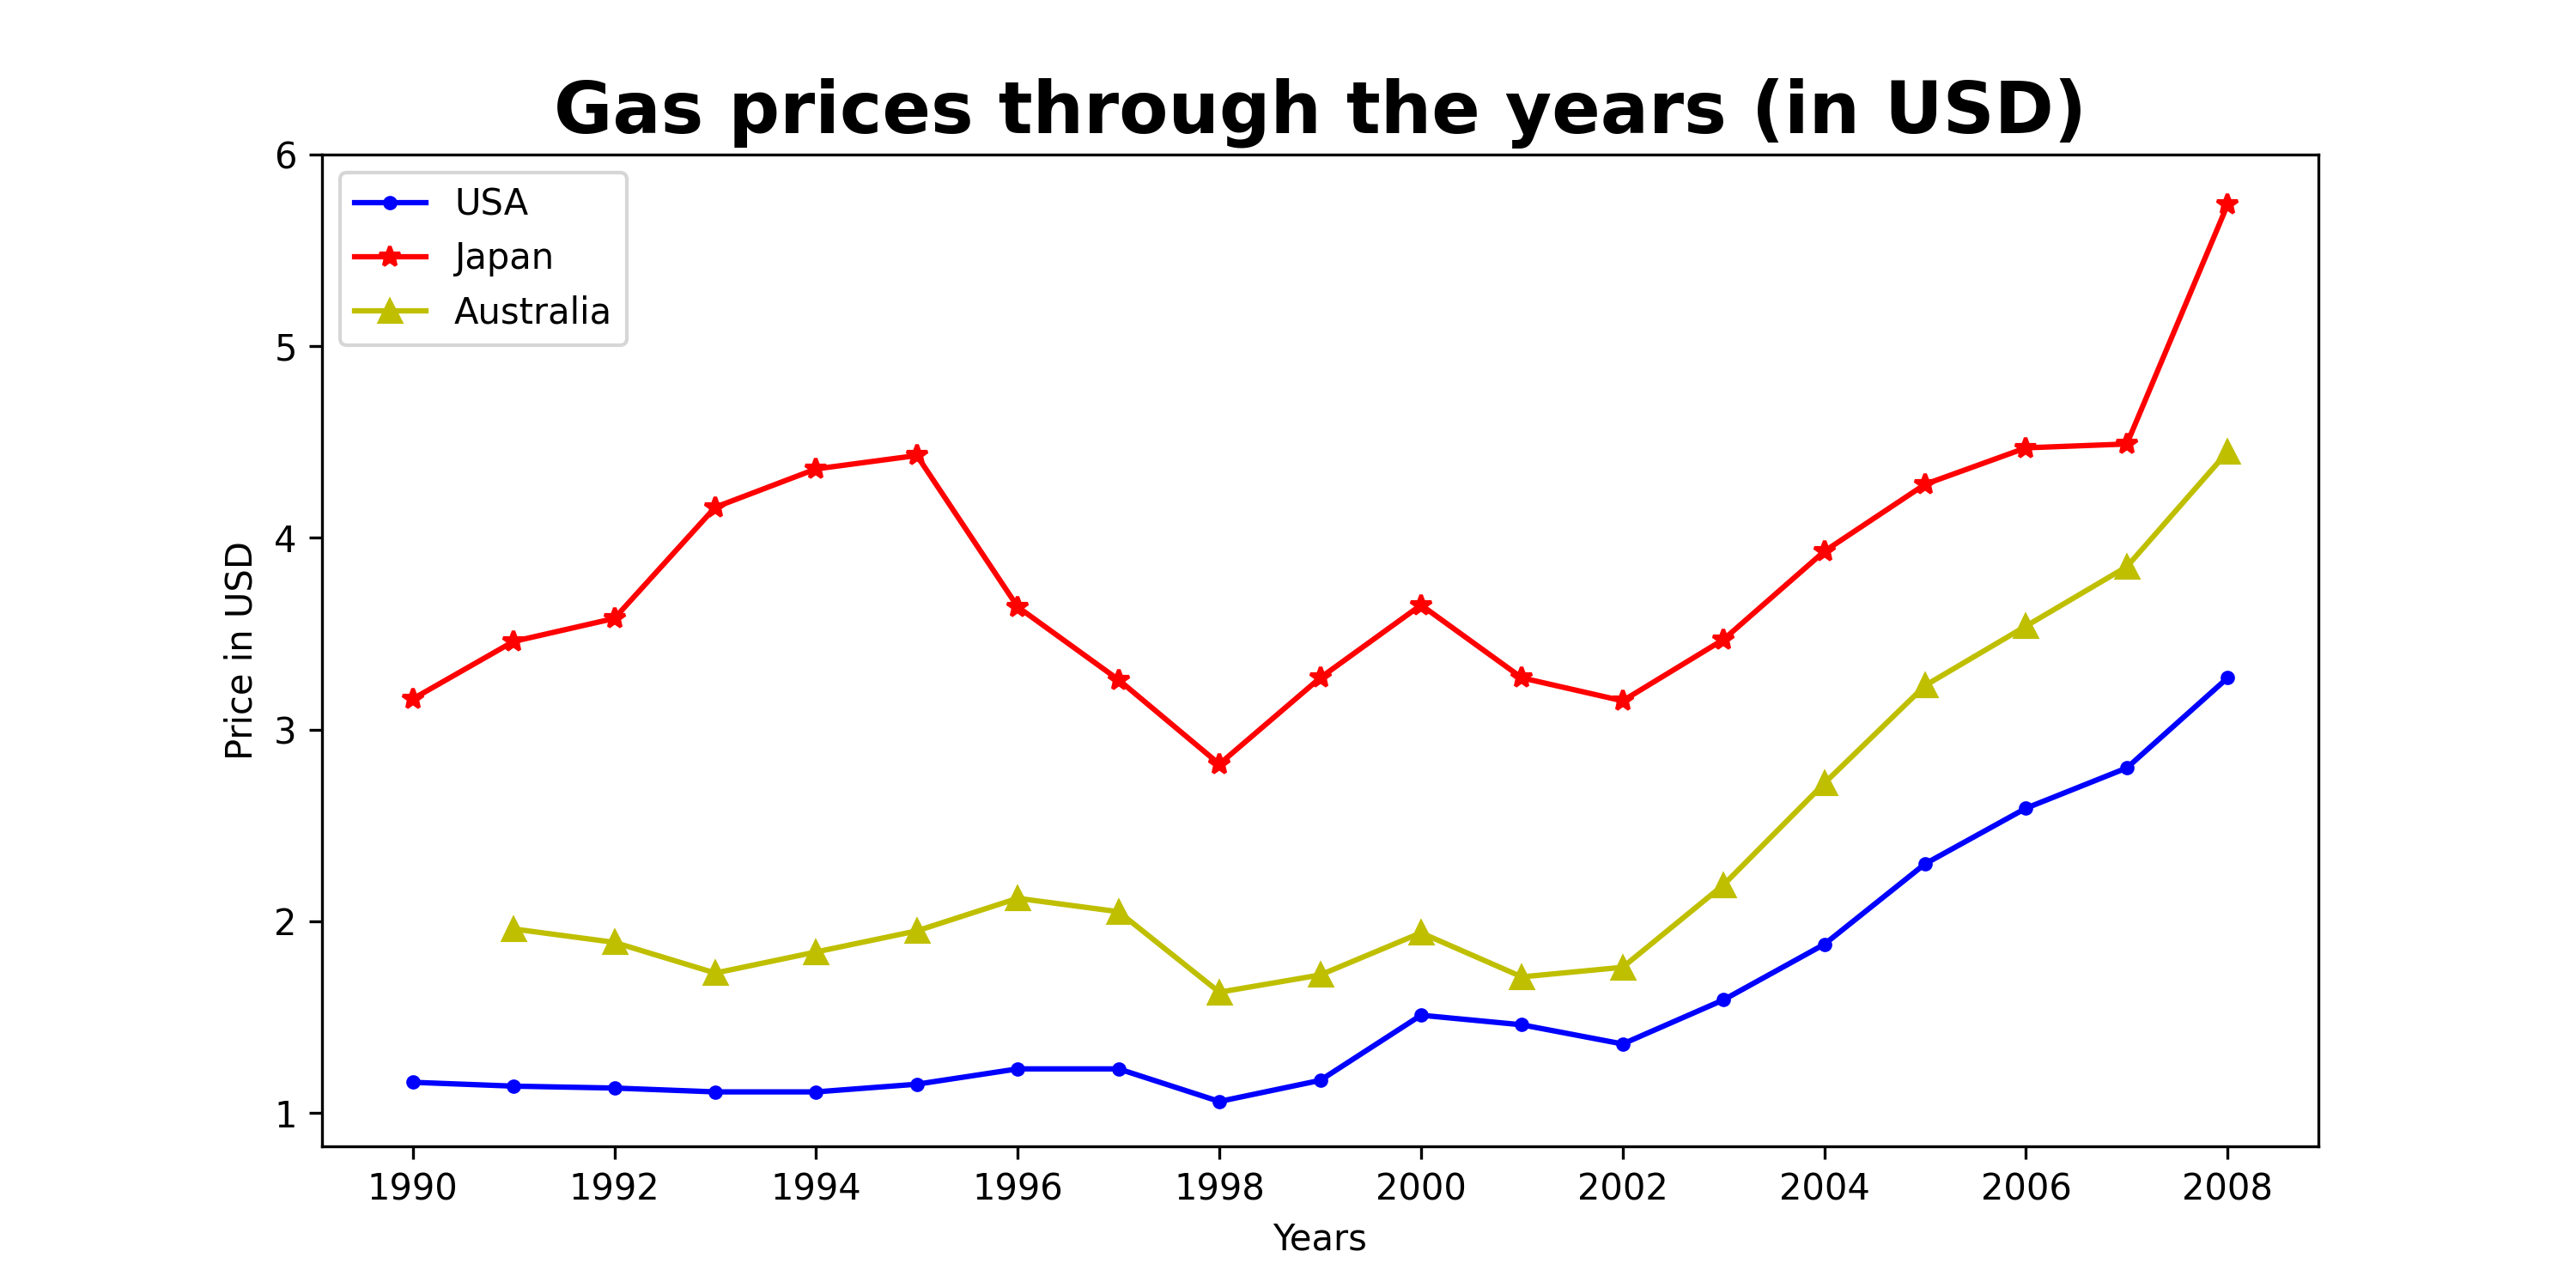 Gas prices through the years (in USD)
6
USA
Japan
Australia
5
4
Price in USD
3
2
1
1990 1992 1994 1996 1998 2000 2002 2004 2006 2008
Years